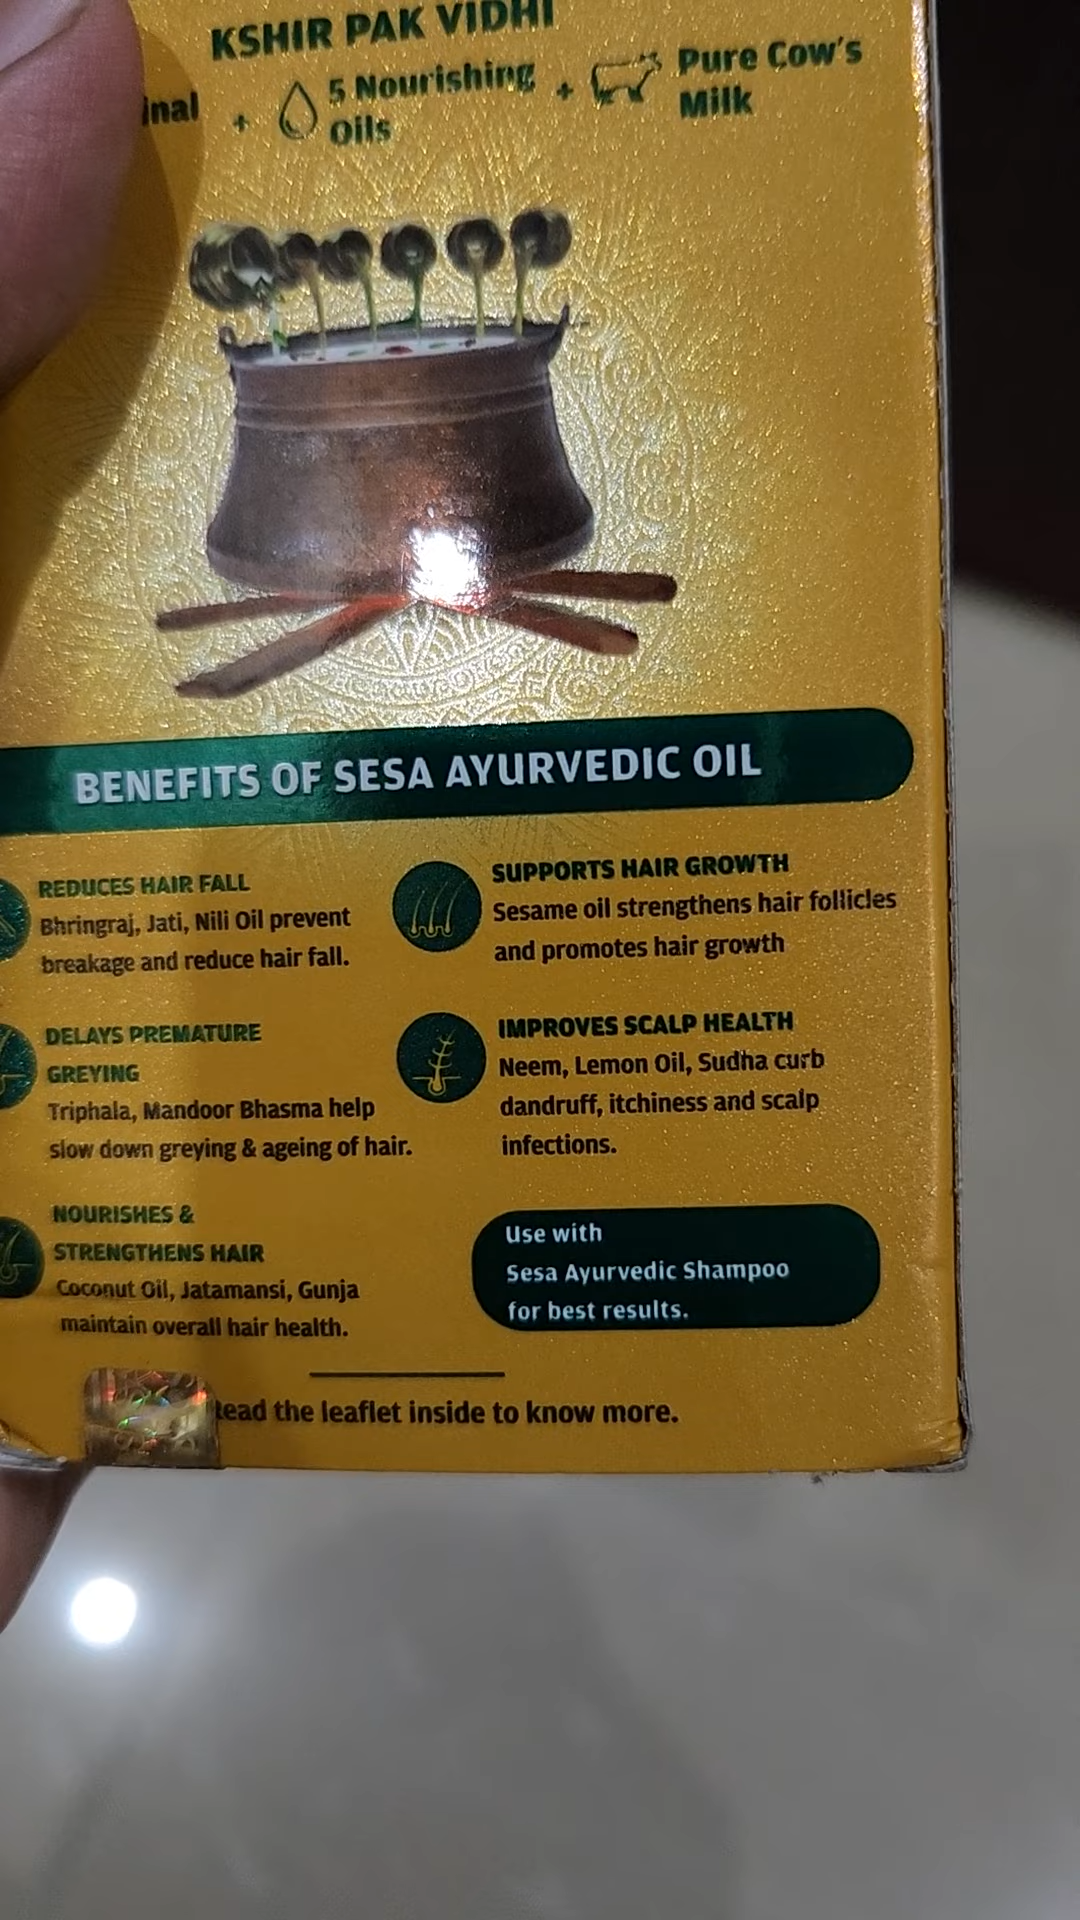 KSHIR PAK VIDHI
+ 5 Nourishing Oils + Pure Cow's Milk
BENEFITS OF SESA AYURVEDIC OIL
REDUCES HAIR FALL
Bhringraj, Jati, Nili Oil prevent
breakage and reduce hair fall.
SUPPORTS HAIR GROWTH
Sesame oil strengthens hair follicles
and promotes hair growth
DELAYS PREMATURE
GREYING
Triphala, Mandoor Bhasma help
slow down greying & ageing of hair.
IMPROVES SCALP HEALTH
Neem, Lemon Oil, Sudha curb
dandruff, itchiness and scalp
infections.
NOURISHES &
STRENGTHENS HAIR
Coconut Oil, Jatamansi, Gunja
maintain overall hair health.
Use with
Sesa Ayurvedic Shampoo
for best results.
the leaflet inside to know more.